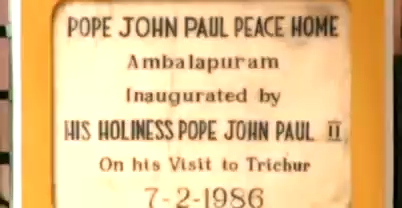 POPE JOHN PAUL PEACE HOME
Ambalapuram
Inaugurated by
HIS HOLINESS POPE JOHN PAUL II
On his Visit to Trichur
7-2-1986